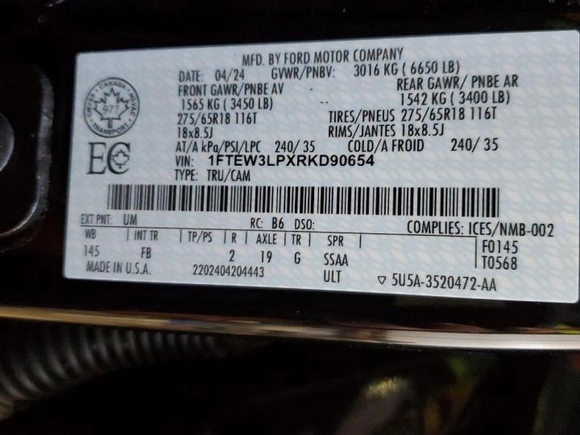 MFD. BY FORD MOTOR COMPANY
DATE: 04/24 GVWR/PNBV: 3016 KG ( 6650 LB)
FRONT GAWR/PNBE AV REAR GAWR/ PNBE AR
1565 KG ( 3450 LB) 1542 KG ( 3400 LB)
275/65R18 116T TIRES/PNEUS 275/65R18 116T
18x8.5J RIMS/JANTES 18x8.5J
AT/A kPa/PSI/LPC 240/ 35 COLD/A FROID 240/ 35
VIN: 1FTEW3LPXRKD90654
TYPE: TRU/CAM
CANADA
977
TRANSPORT
EC
EXT PNT: UM RC: B6 DSO: COMPLIES: ICES/NMB-002
WB INT TR TP/PS R AXLE TR SPR F0145
145 FB 2 19 G SSAA T0568
MADE IN U.S.A. 2202404204443 ULT ▽ 5U5A-3520472-AA